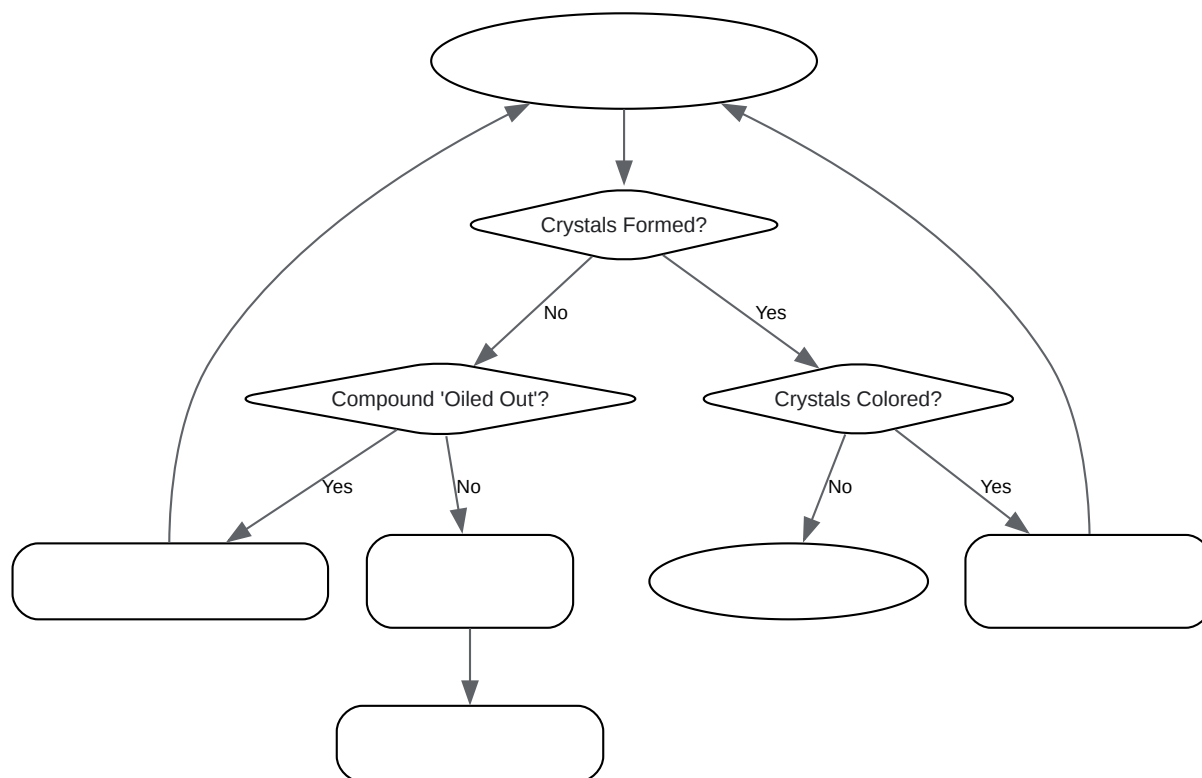 Crystals Formed?
No
Yes
Compound 'Oiled Out'?
Crystals Colored?
Yes
No
No
Yes